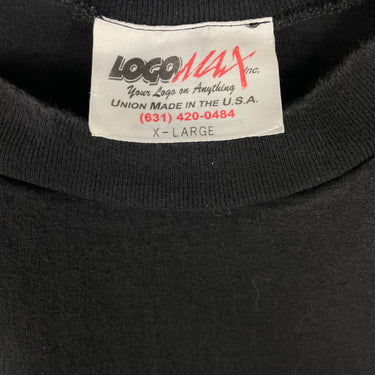 LOGOMAX Inc.
Your Logo on Anything
UNION MADE IN THE U.S.A.
(631) 420-0484
X-LARGE